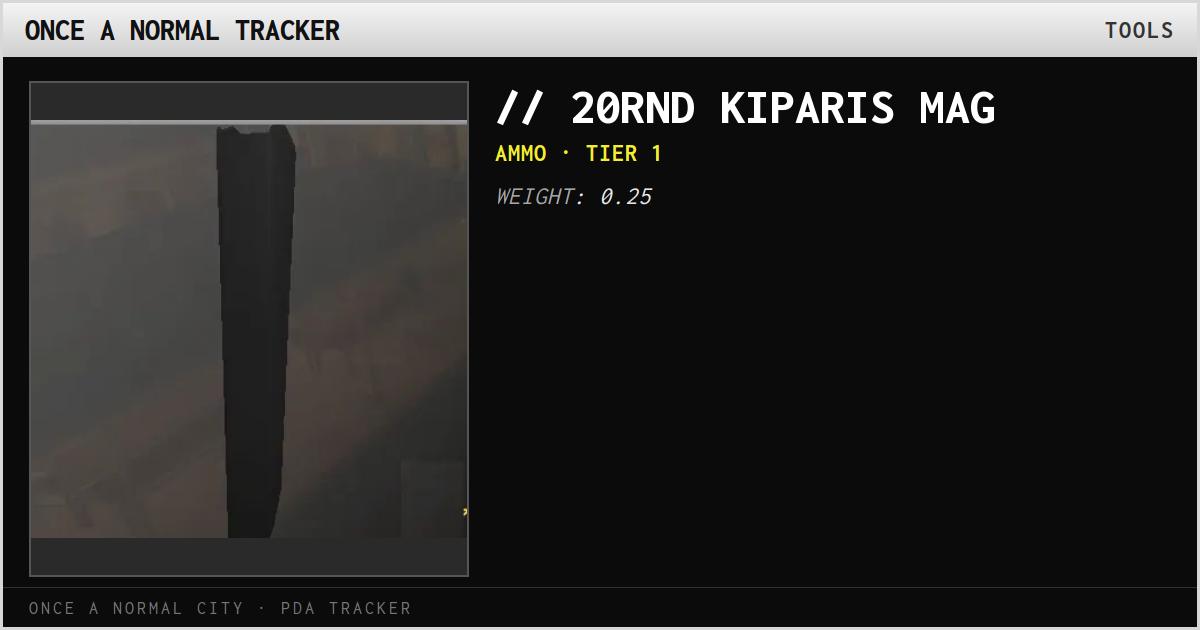 ONCE A NORMAL TRACKER
TOOLS
// 20RND KIPARIS MAG
AMMO · TIER 1
WEIGHT: 0.25
ONCE A NORMAL CITY · PDA TRACKER